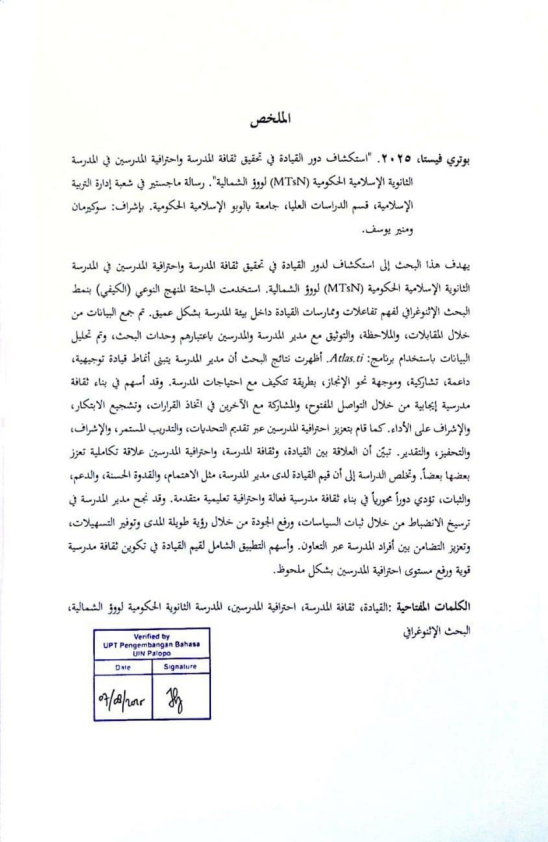 الملخص
بوتري فيستا، ٢٠٢٥. "استكشاف دور القيادة في تحقيق ثقافة المدرسة واحترافية المدرسين في المدرسة
الثانوية الإسلامية الحكومية (MTsN) لووؤ الشمالية". رسالة ماجستير في شعبة إدارة التربية
الإسلامية، قسم الدراسات العليا، جامعة بالوبو الإسلامية الحكومية. بإشراف: سوكيرمان
ومنير يوسف.
يهدف هذا البحث إلى استكشاف لدور القيادة في تحقيق ثقافة المدرسة واحترافية المدرسين في المدرسة
الثانوية الإسلامية الحكومية (MTsN) لووؤ الشمالية. استخدمت الباحثة المنهج النوعي (الكيفي) بنمط
البحث الإثنوغرافي لفهم تفاعلات وممارسات القيادة داخل بيئة المدرسة بشكل عميق. تم جمع البيانات من
خلال المقابلات، والملاحظة، والتوثيق مع مدير المدرسة والمدرسين باعتبارهم وحدات البحث، وتم تحليل
البيانات باستخدام برنامج: Atlas.ti. أظهرت نتائج البحث أن مدير المدرسة يتبنى أنماط قيادة توجيهية،
داعمة، تشاركية، وموجهة نحو الإنجاز، بطريقة تتكيف مع احتياجات المدرسة. وقد أسهم في بناء ثقافة
مدرسية إيجابية من خلال التواصل المفتوح، والمشاركة مع الآخرين في اتخاذ القرارات، وتشجيع الابتكار،
والإشراف على الأداء. كما قام بتعزيز احترافية المدرسين عبر تقديم التحديات، والتدريب المستمر، والإشراف،
والتحفيز، والتقدير. تبيّن أن العلاقة بين القيادة، وثقافة المدرسة، واحترافية المدرسين علاقة تكاملية تعزز
بعضها بعضاً. وتخلص الدراسة إلى أن قيم القيادة لدى مدير المدرسة، مثل الاهتمام، والقدوة الحسنة، والدعم،
والثبات، تؤدي دوراً محورياً في بناء ثقافة مدرسية فعالة واحترافية تعليمية متقدمة. وقد نجح مدير المدرسة في
ترسيخ الانضباط من خلال ثبات السياسات، ورفع الجودة من خلال رؤية طويلة المدى وتوفير التسهيلات،
وتعزيز التضامن بين أفراد المدرسة عبر التعاون. وأسهم التطبيق الشامل لقيم القيادة في تكوين ثقافة مدرسية
قوية ورفع مستوى احترافية المدرسين بشكل ملحوظ.
الكلمات المفتاحية :القيادة، ثقافة المدرسة، احترافية المدرسين، المدرسة الثانوية الحكومية لووؤ الشمالية،
البحث الإثنوغرافي
Verified by
UPT Pengembangan Bahasa
UIN Palopo
Date Signature